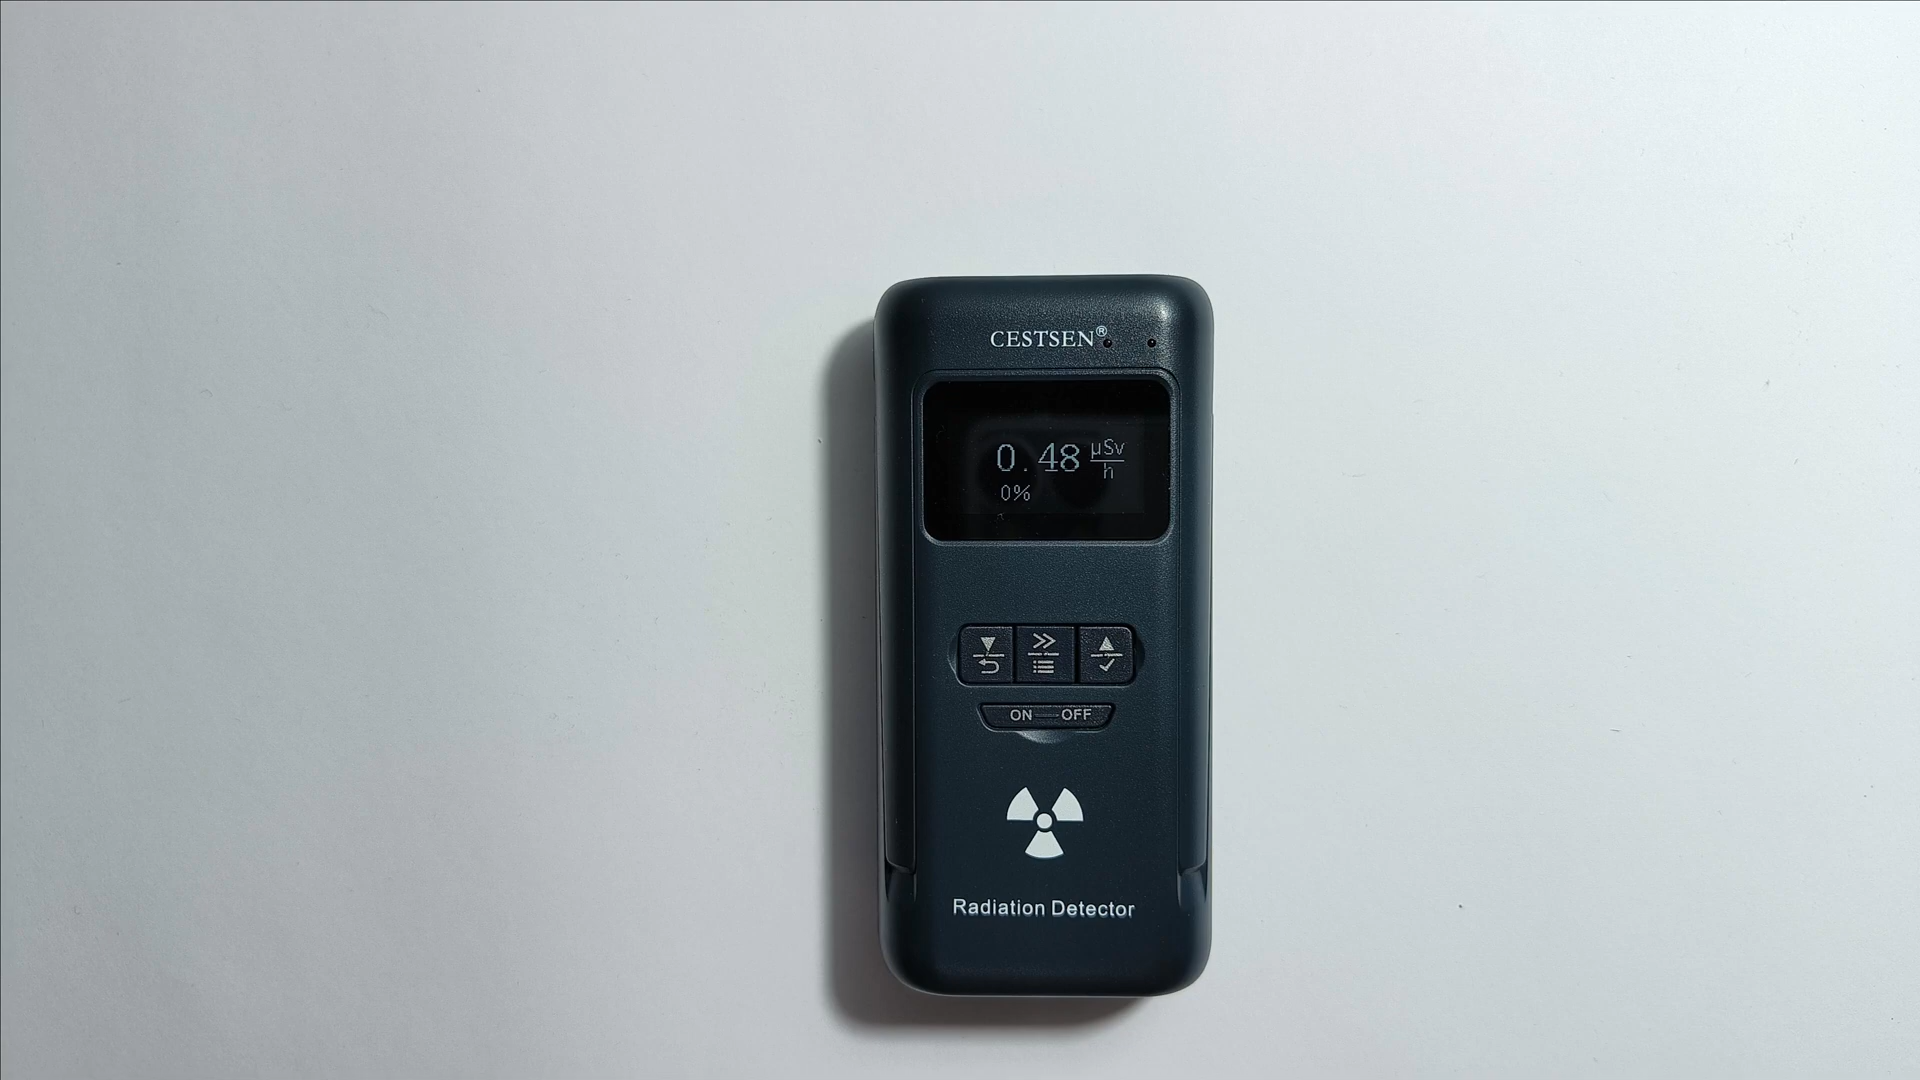 CESTSEN®
0.48 µSv/h
0%
ON OFF
Radiation Detector